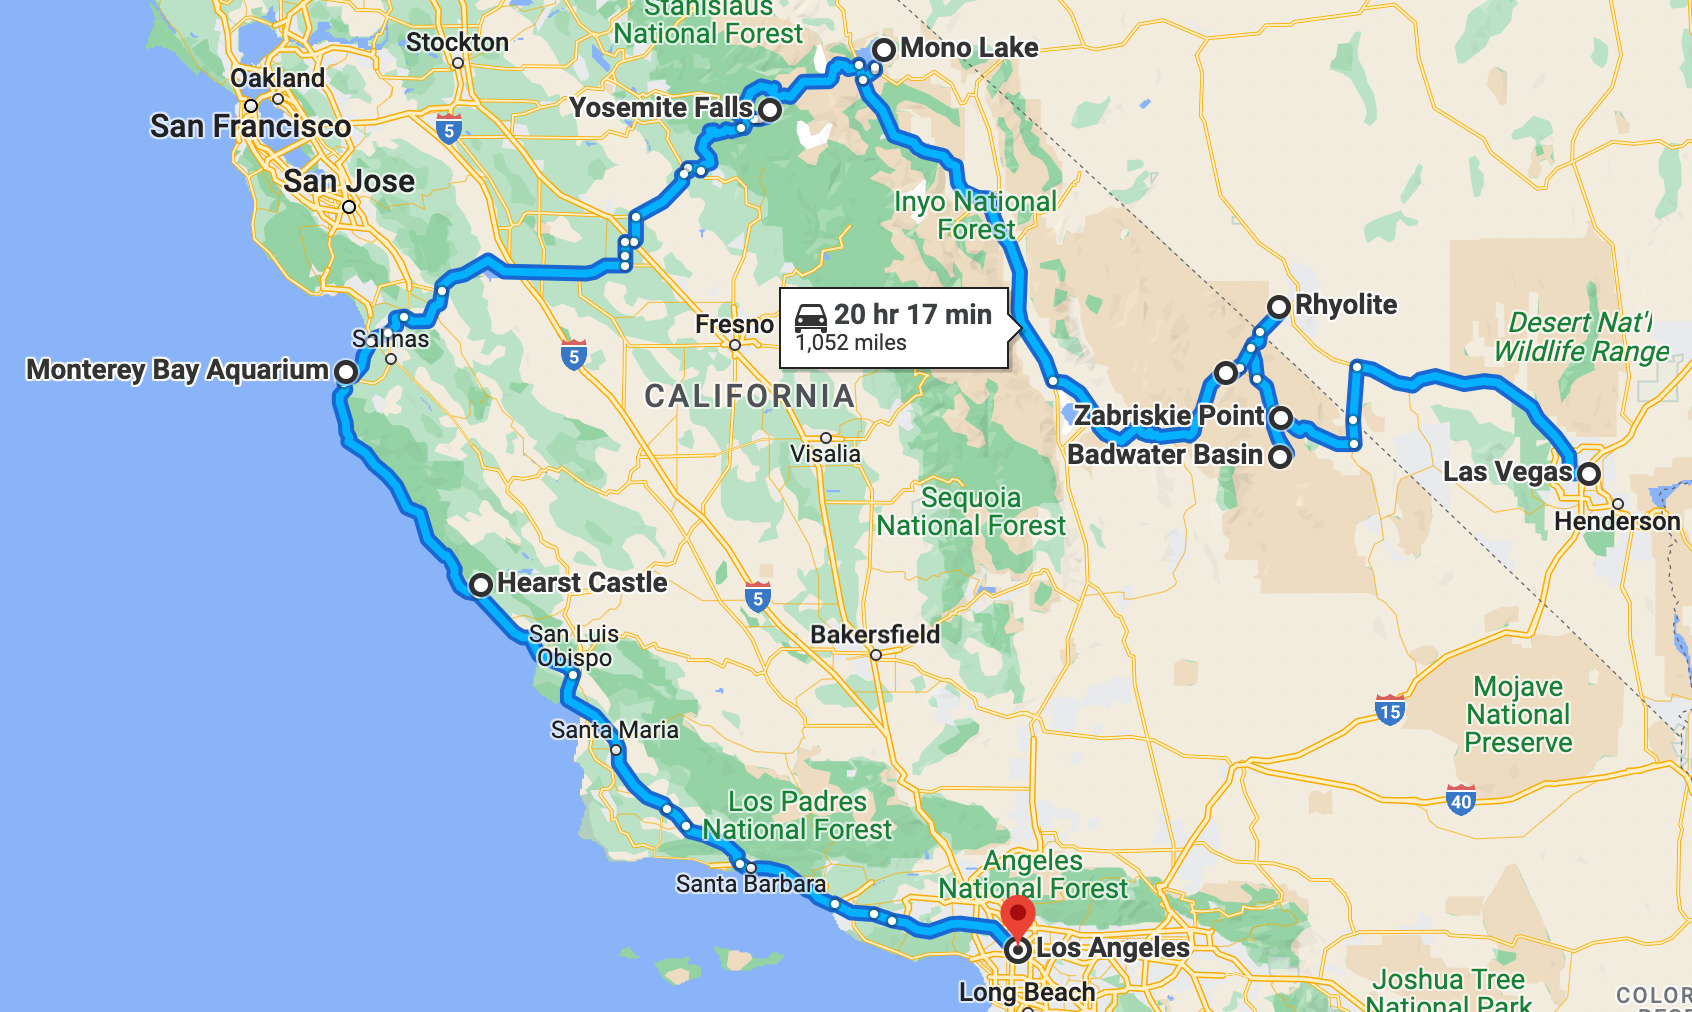 Stanislaus
National Forest
Stockton
Mono Lake
Oakland
Yosemite Falls
San Francisco
5
San Jose
Inyo National
Forest
Rhyolite
20 hr 17 min
1,052 miles
Fresno
Desert Nat'l
Wildlife Range
Salinas
5
Monterey Bay Aquarium
CALIFORNIA
Zabriskie Point
Visalia
Badwater Basin
Las Vegas
Sequoia
National Forest
Henderson
Hearst Castle
5
San Luis
Obispo
Bakersfield
Mojave
National
Preserve
15
Santa Maria
Los Padres
National Forest
40
Angeles
National Forest
Santa Barbara
Los Angeles
Long Beach
Joshua Tree
National Park
COLOR